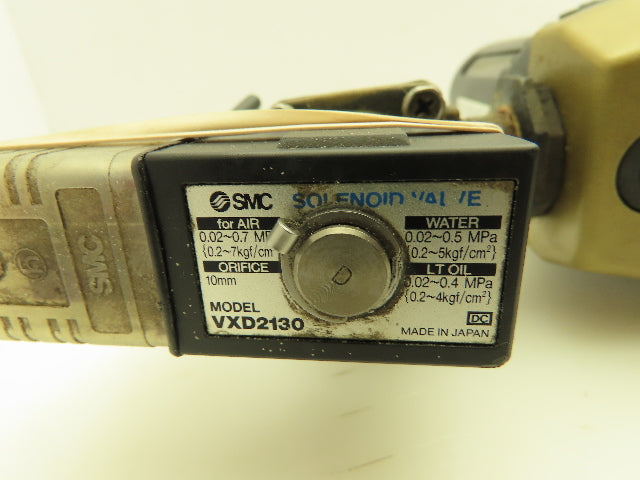 SMC SOLENOID VALVE
for AIR
0.02~0.7 MP
{0.2~7kgf/cm
ORIFICE
10mm
MODEL
VXD2130
WATER
0.02~0.5 MPa
{0.2~5kgf/cm²}
LT OIL
0.02~0.4 MPa
{0.2~4kgf/cm²}
DC
MADE IN JAPAN
D
SMC